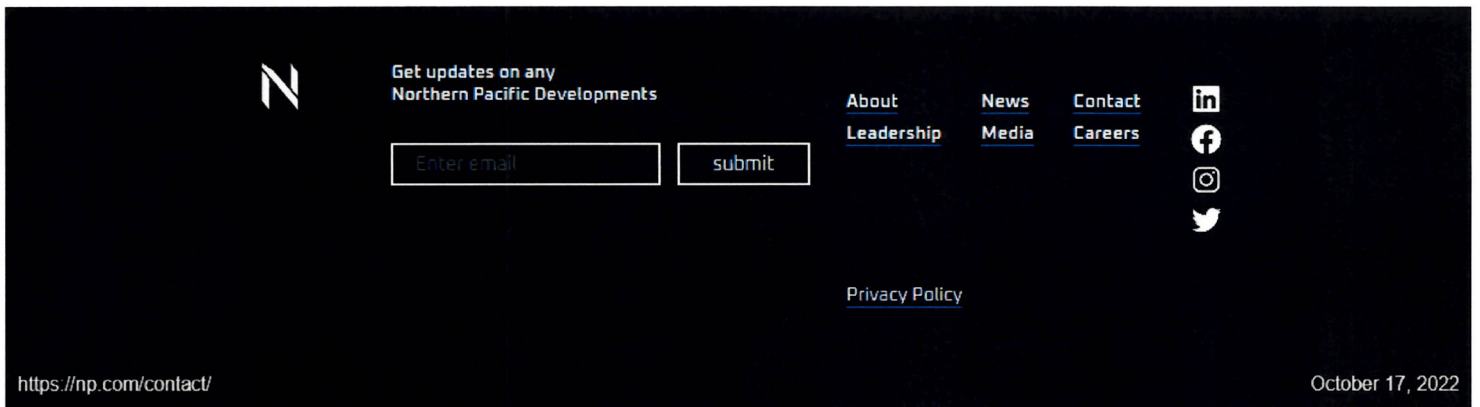 N
Get updates on any
Northern Pacific Developments
Enter email
submit
About News Contact
Leadership Media Careers
Privacy Policy
https://np.com/contact/
October 17, 2022